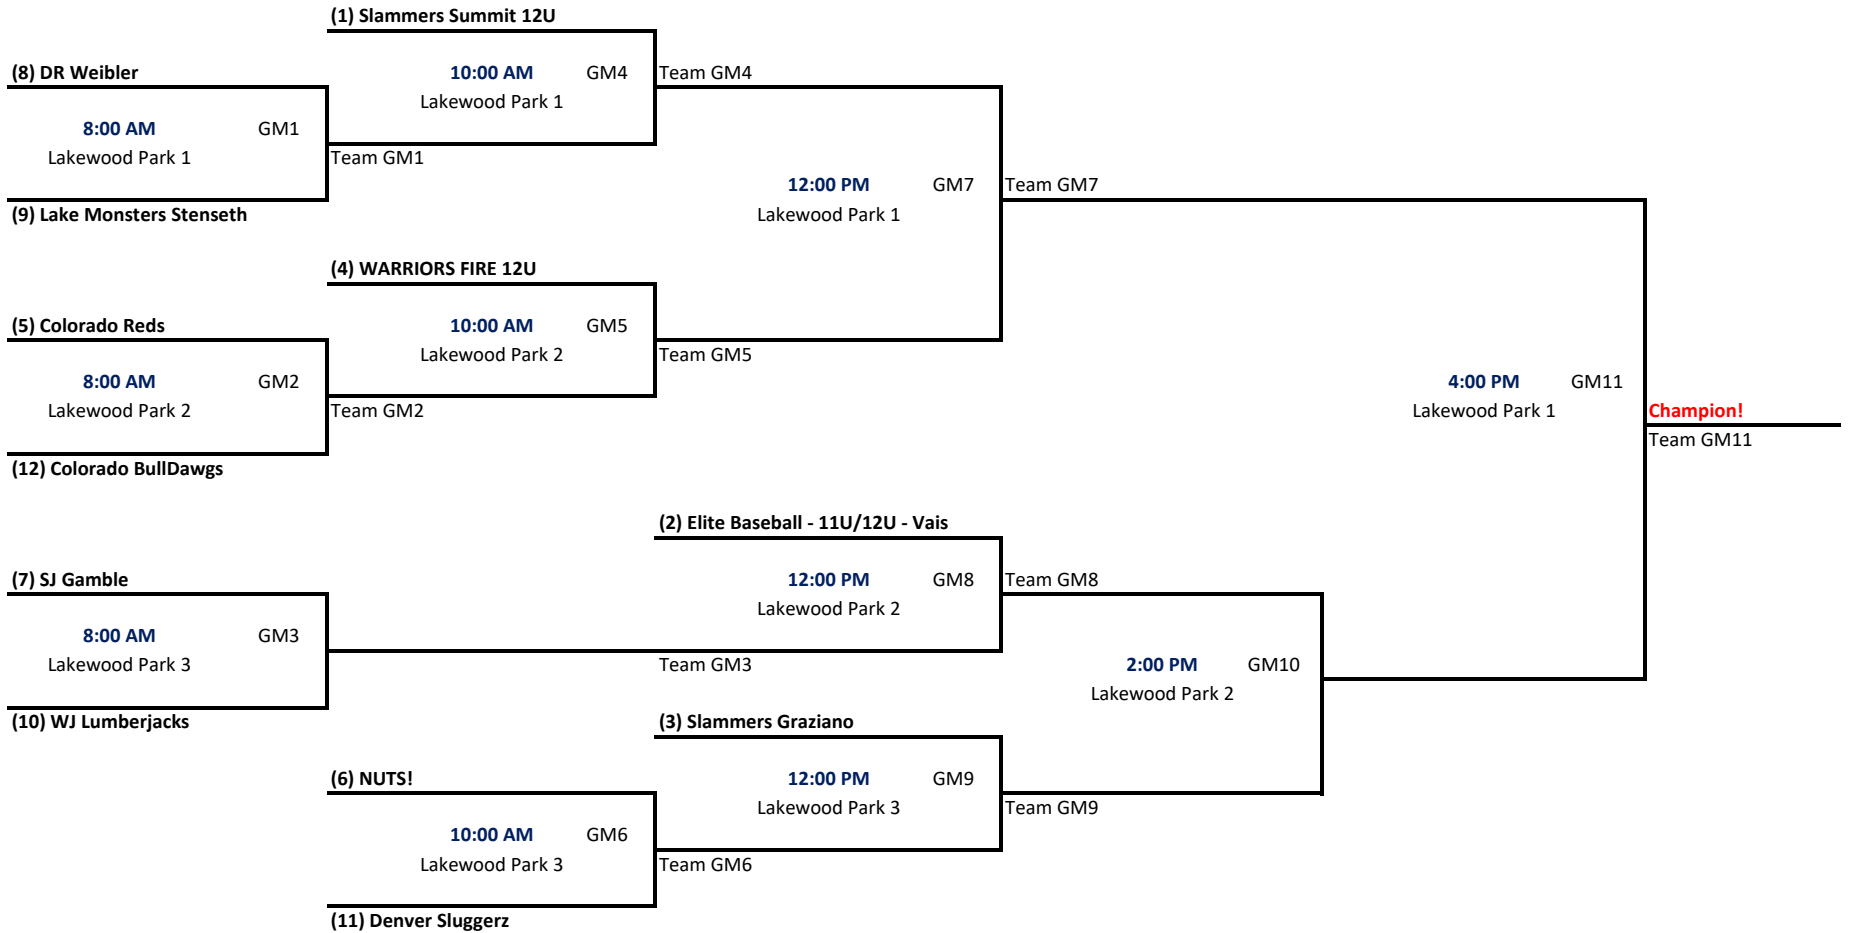 (1) Slammers Summit 12U
(8) DR Weibler
10:00 AM GM4
Team GM4
Lakewood Park 1
8:00 AM GM1
Lakewood Park 1
Team GM1
12:00 PM GM7
Team GM7
(9) Lake Monsters Stenseth
Lakewood Park 1
(4) WARRIORS FIRE 12U
(5) Colorado Reds
10:00 AM GM5
Lakewood Park 2
Team GM5
8:00 AM GM2
4:00 PM GM11
Lakewood Park 2
Team GM2
Lakewood Park 1
Champion!
Team GM11
(12) Colorado BullDawgs
(2) Elite Baseball - 11U/12U - Vais
(7) SJ Gamble
12:00 PM GM8
Team GM8
Lakewood Park 2
8:00 AM GM3
Lakewood Park 3
Team GM3
2:00 PM GM10
Lakewood Park 2
(10) WJ Lumberjacks
(3) Slammers Graziano
(6) NUTS!
12:00 PM GM9
Lakewood Park 3
Team GM9
10:00 AM GM6
Lakewood Park 3
Team GM6
(11) Denver Sluggerz